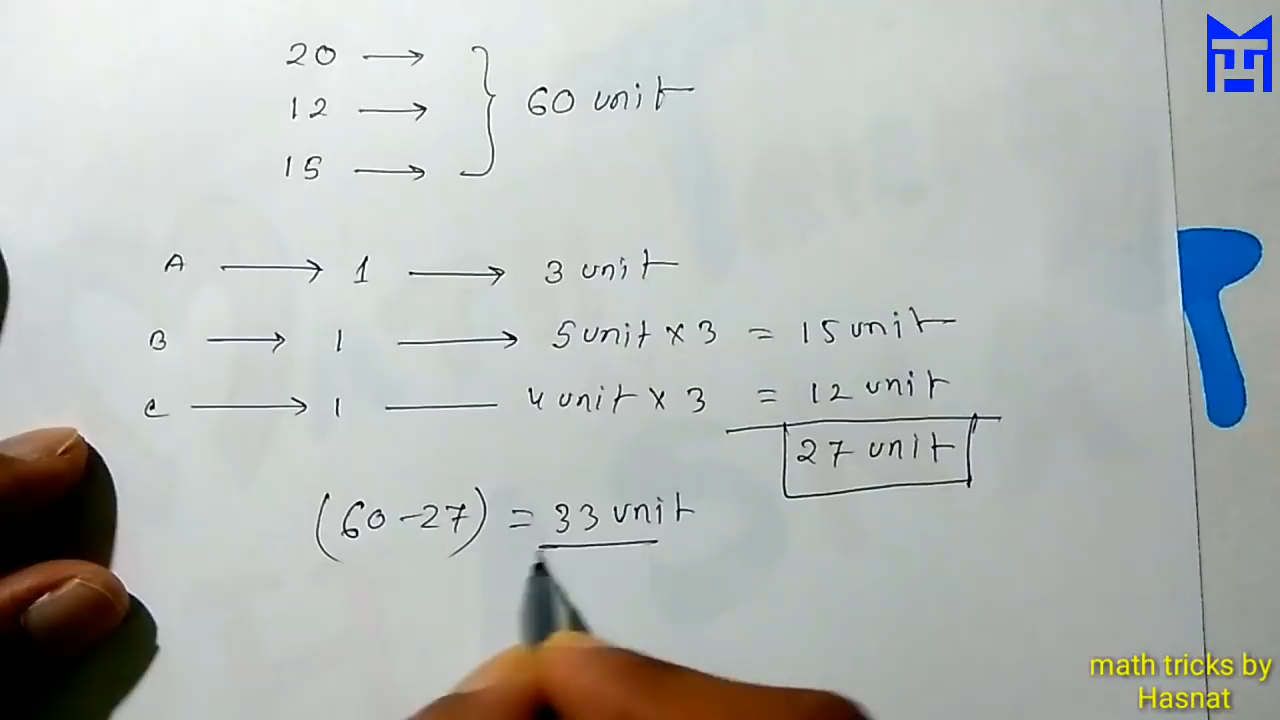 20 →
12 → } 60 unit
15 →
A → 1 → 3 unit
B → 1 → 5 unit × 3 = 15 unit
C → 1 — 4 unit × 3 = 12 unit
27 unit
(60-27) = 33 unit
math tricks by
Hasnat